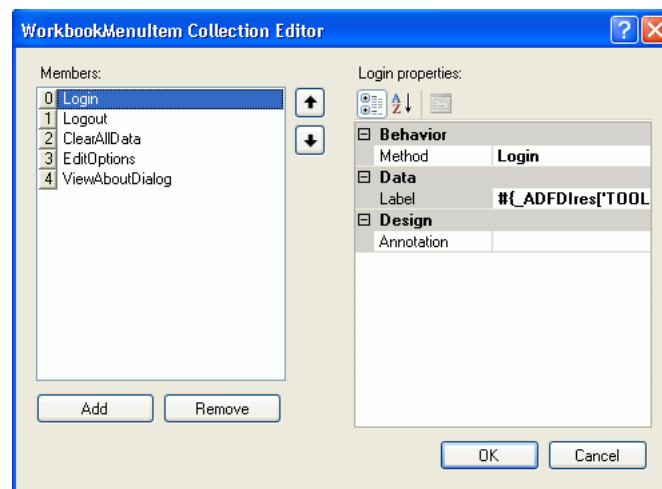 WorkbookMenuItem Collection Editor
Members:
0 Login
1 Logout
2 ClearAllData
3 EditOptions
4 ViewAboutDialog
Add
Remove
Login properties:
Behavior
Method Login
Data
Label #{_ADFDIres['TOOL
Design
Annotation
OK
Cancel